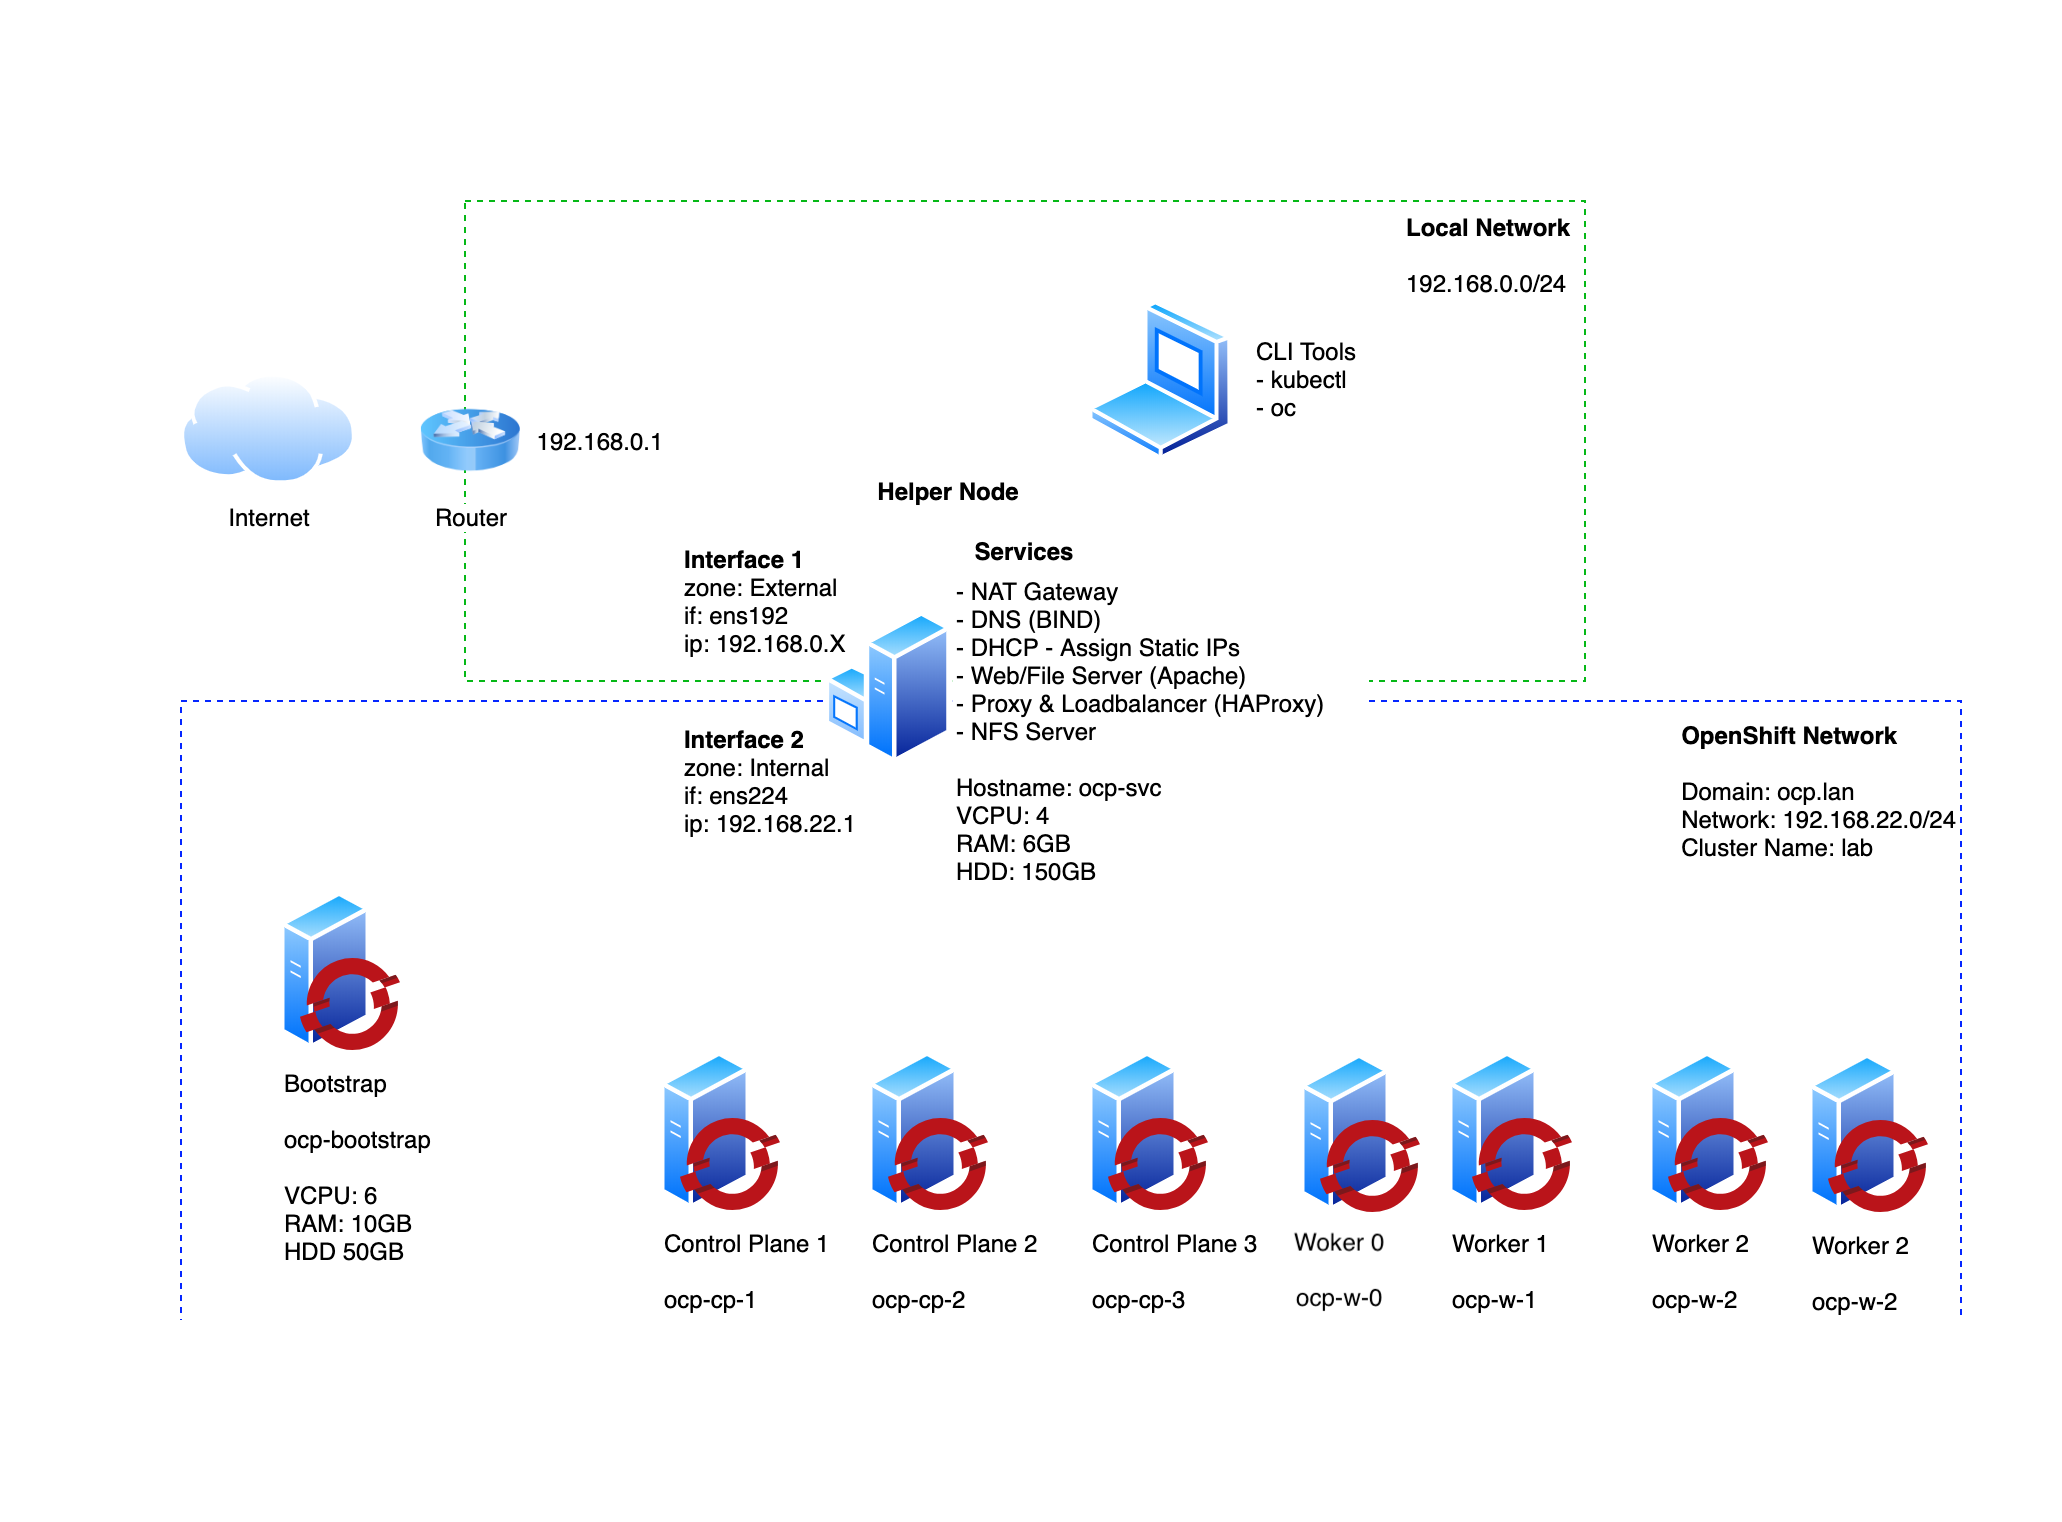 Local Network
192.168.0.0/24
CLI Tools
- kubectl
- oc
192.168.0.1
Internet
Router
Helper Node
Interface 1
zone: External
if: ens192
ip: 192.168.0.X
Services
- NAT Gateway
- DNS (BIND)
- DHCP - Assign Static IPs
- Web/File Server (Apache)
- Proxy & Loadbalancer (HAProxy)
- NFS Server
Interface 2
zone: Internal
if: ens224
ip: 192.168.22.1
Hostname: ocp-svc
VCPU: 4
RAM: 6GB
HDD: 150GB
OpenShift Network
Domain: ocp.lan
Network: 192.168.22.0/24
Cluster Name: lab
Bootstrap
ocp-bootstrap
VCPU: 6
RAM: 10GB
HDD 50GB
Control Plane 1
ocp-cp-1
Control Plane 2
ocp-cp-2
Control Plane 3
ocp-cp-3
Woker 0
ocp-w-0
Worker 1
ocp-w-1
Worker 2
ocp-w-2
Worker 2
ocp-w-2